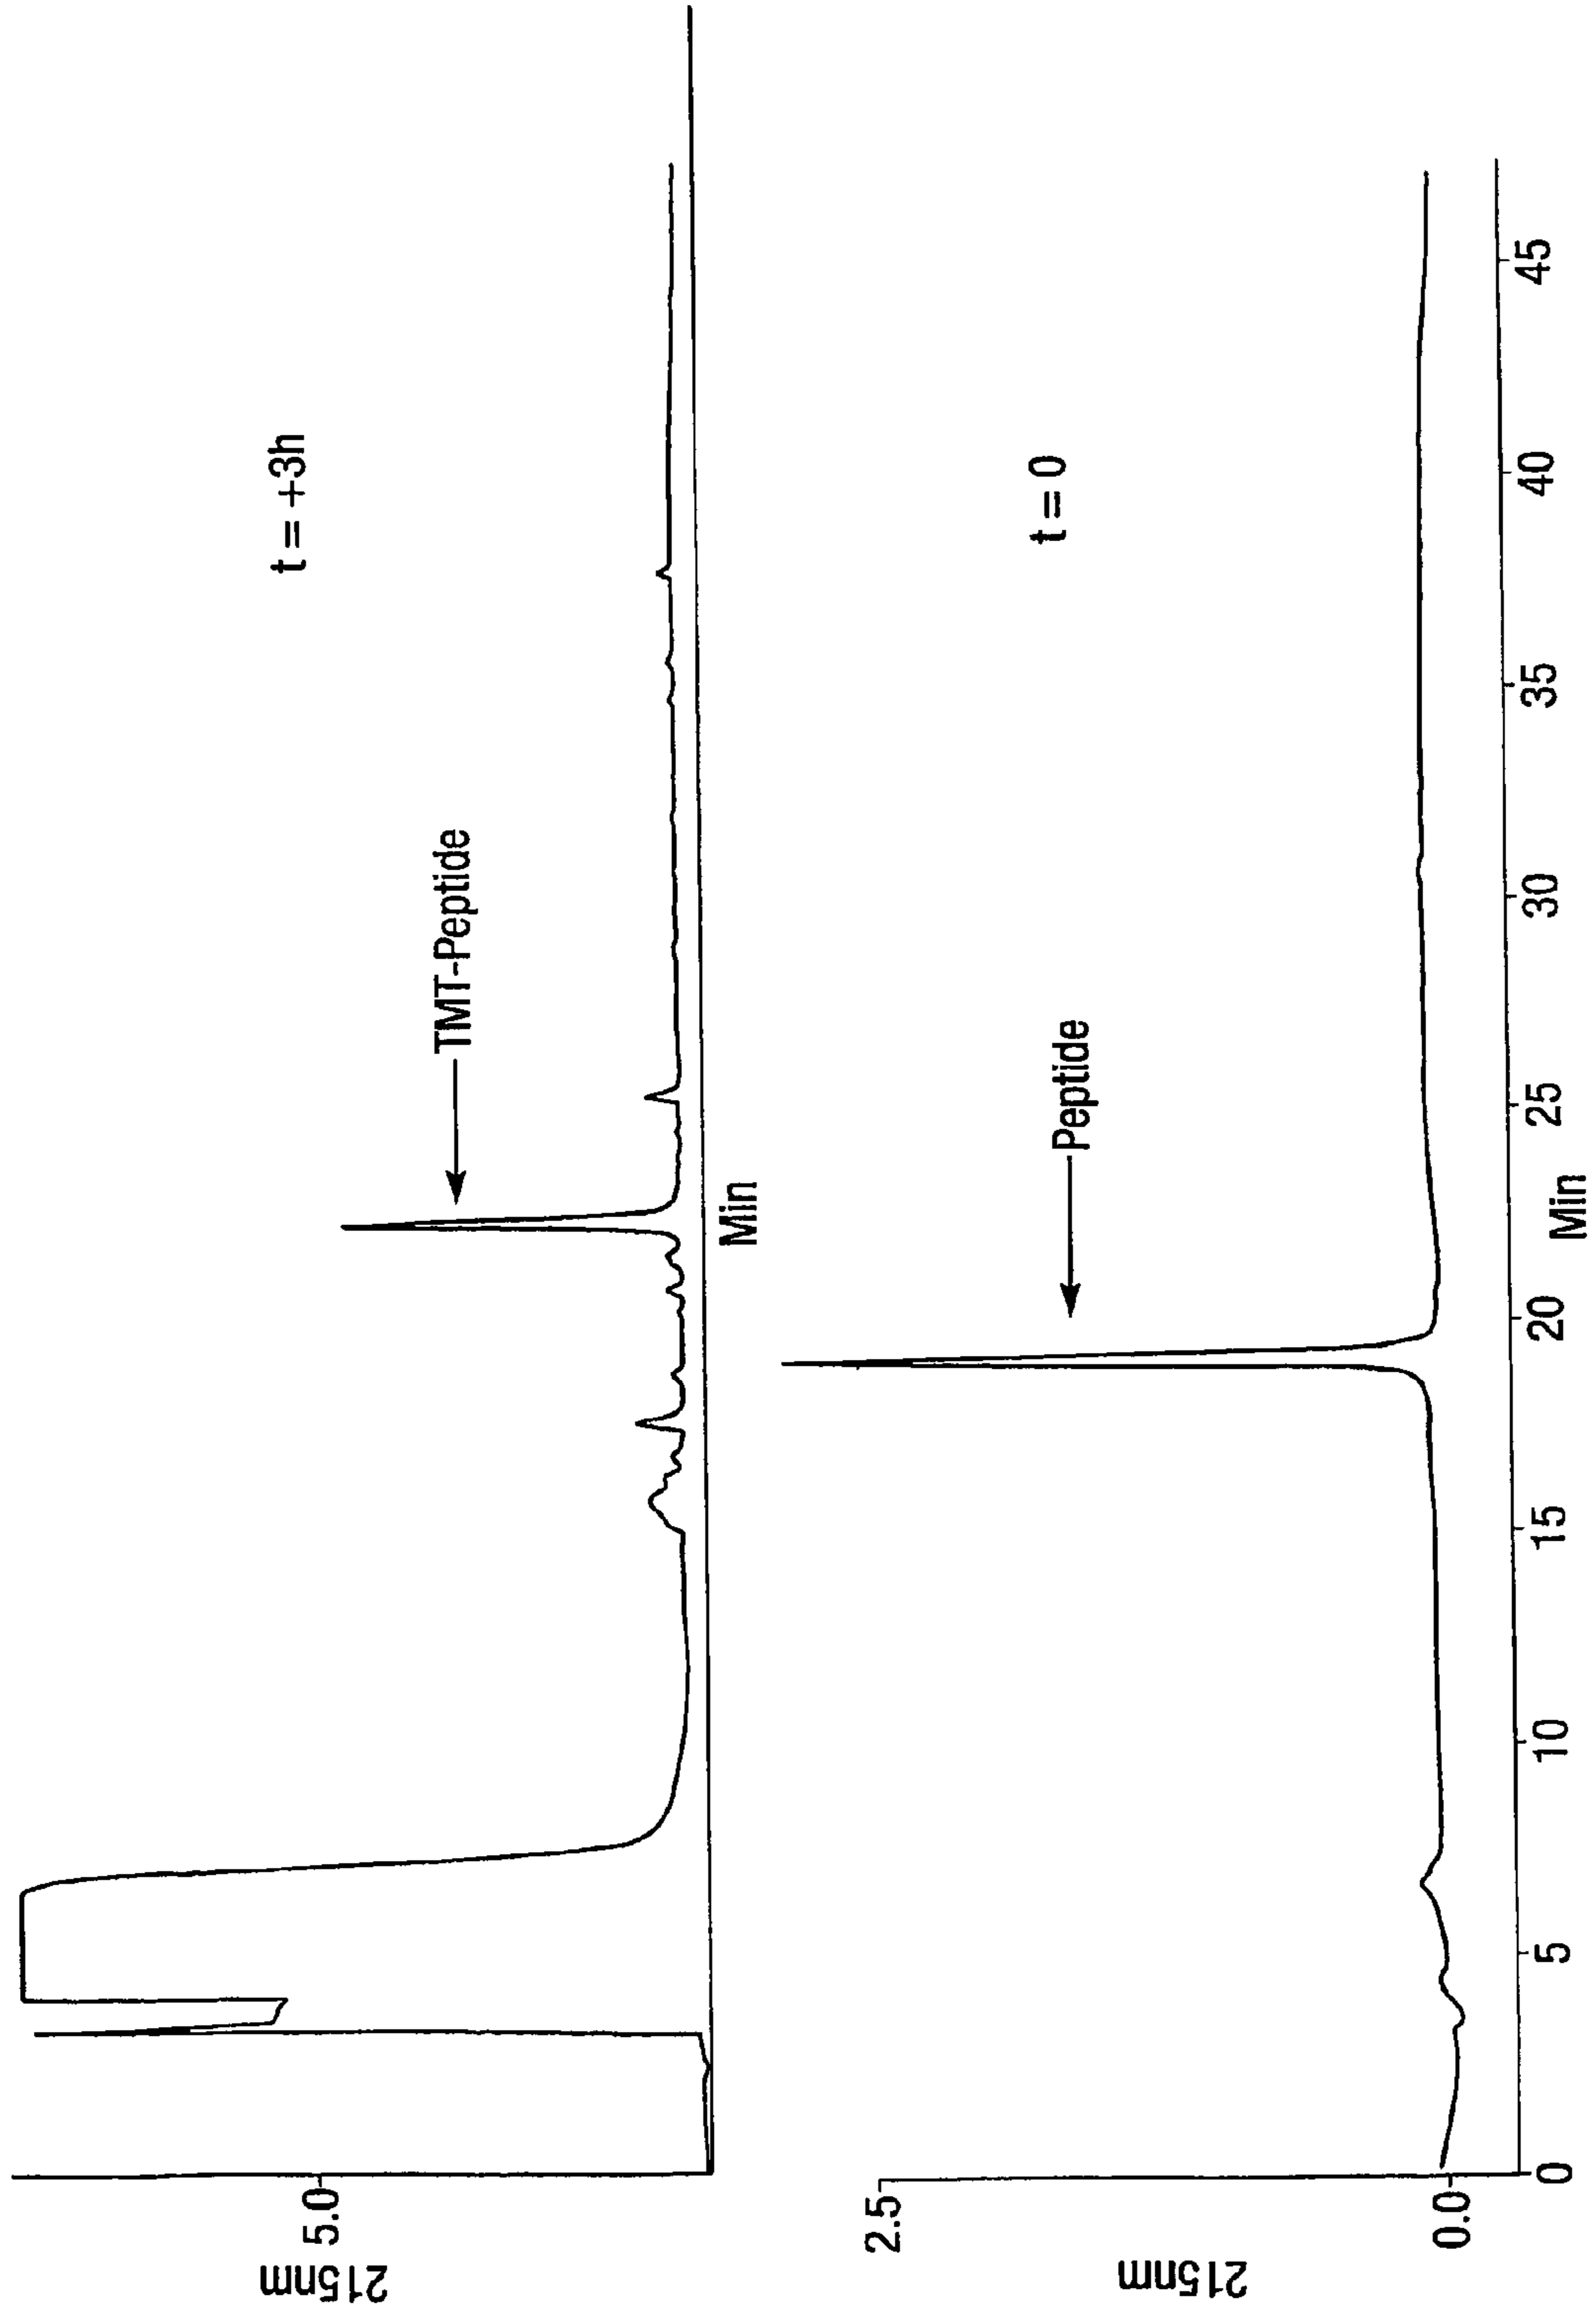 215nm
5.0
t = +3h
TMT-Peptide
Min
215nm
2.5
0.0
t = 0
Peptide
0 5 10 15 20 25 30 35 40 45
Min